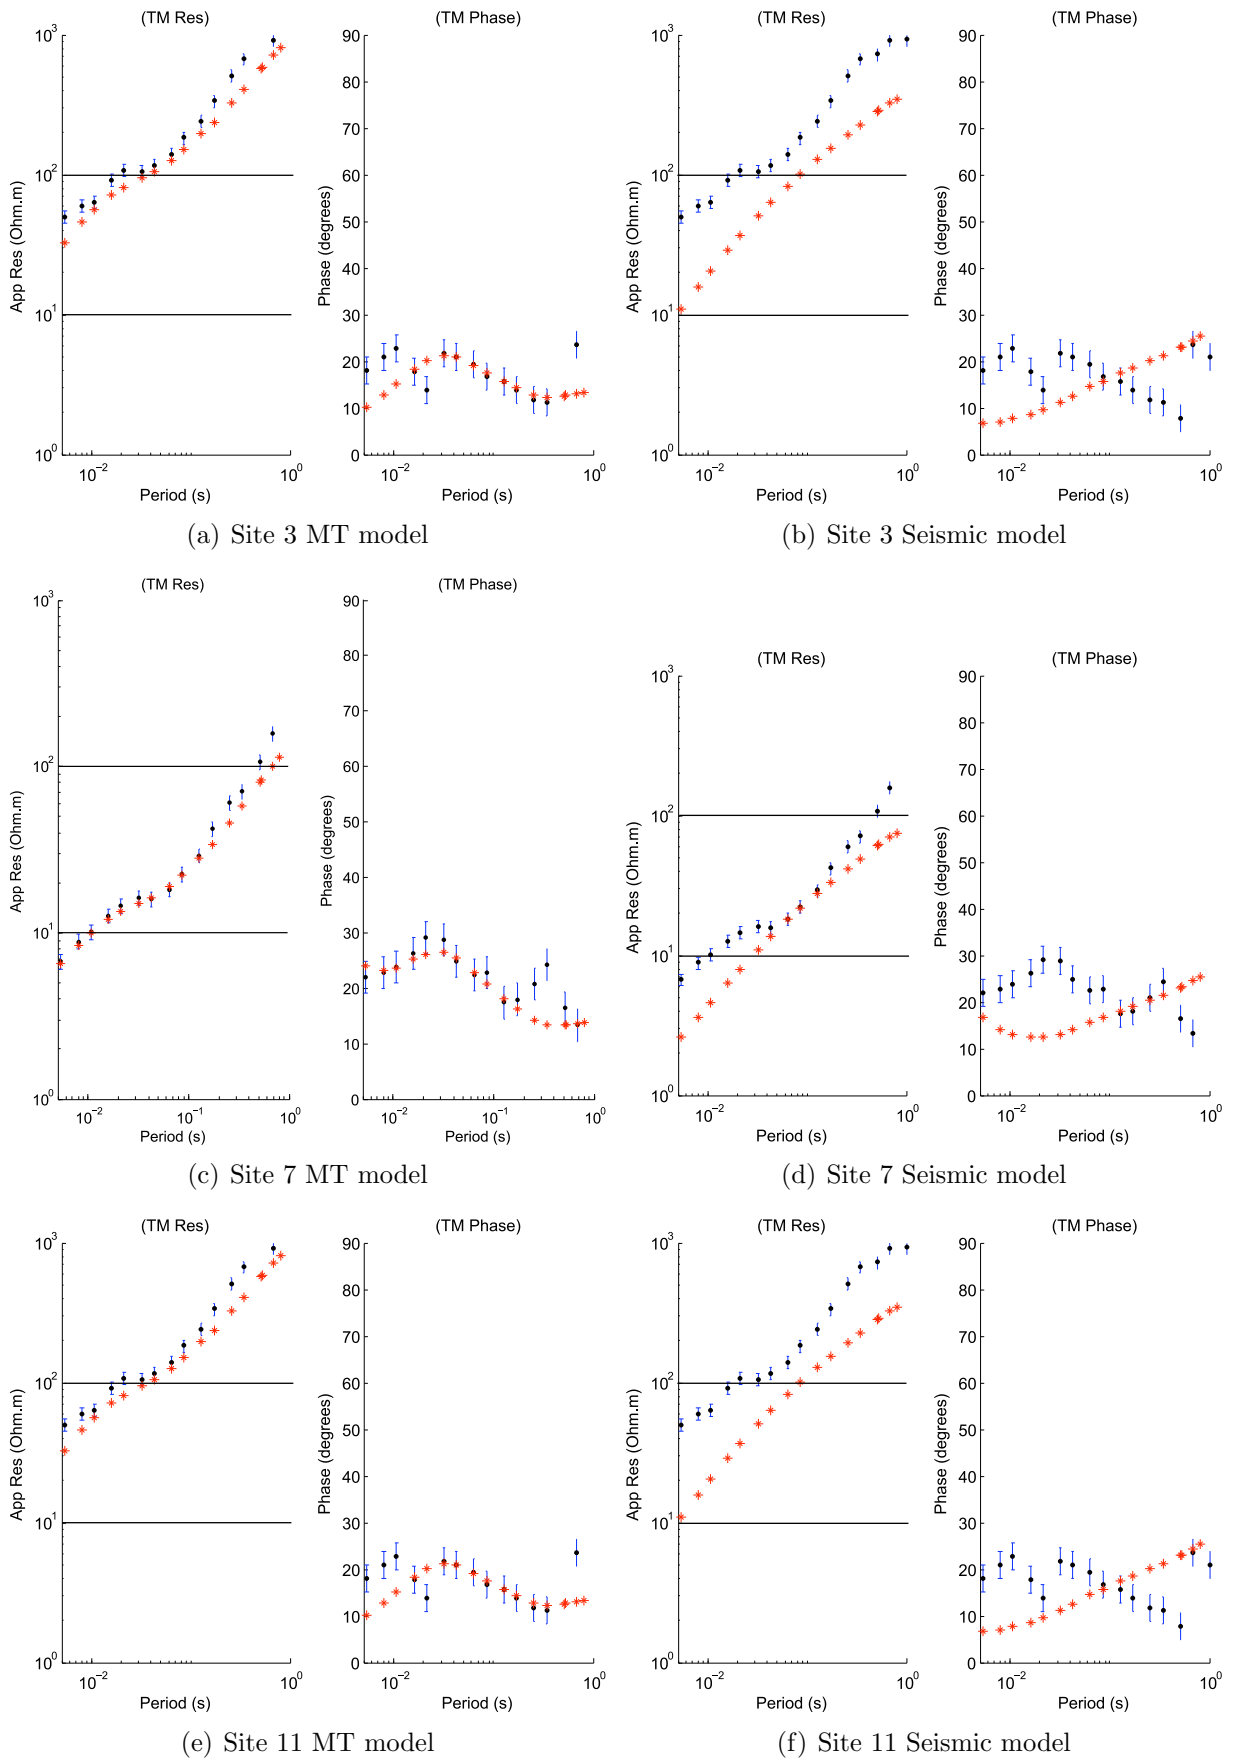 (TM Res)
(TM Phase)
(TM Res)
(TM Phase)
10³
10²
10¹
10⁰
App Res (Ohm.m)
10⁻²
10⁰
Period (s)
90
80
70
60
50
40
30
20
10
0
Phase (degrees)
10⁻²
10⁰
Period (s)
10³
10²
10¹
10⁰
App Res (Ohm.m)
10⁻²
10⁰
Period (s)
90
80
70
60
50
40
30
20
10
0
Phase (degrees)
10⁻²
10⁰
Period (s)
(a) Site 3 MT model
(b) Site 3 Seismic model
(TM Res)
(TM Phase)
10³
10²
10¹
10⁰
App Res (Ohm.m)
10⁻²
10⁻¹
10⁰
Period (s)
90
80
70
60
50
40
30
20
10
0
Phase (degrees)
10⁻²
10⁻¹
10⁰
Period (s)
(TM Res)
(TM Phase)
10³
10²
10¹
10⁰
App Res (Ohm.m)
10⁻²
10⁰
Period (s)
90
80
70
60
50
40
30
20
10
0
Phase (degrees)
10⁻²
10⁰
Period (s)
(c) Site 7 MT model
(d) Site 7 Seismic model
(TM Res)
(TM Phase)
(TM Res)
(TM Phase)
10³
10²
10¹
10⁰
App Res (Ohm.m)
10⁻²
10⁰
Period (s)
90
80
70
60
50
40
30
20
10
0
Phase (degrees)
10⁻²
10⁰
Period (s)
10³
10²
10¹
10⁰
App Res (Ohm.m)
10⁻²
10⁰
Period (s)
90
80
70
60
50
40
30
20
10
0
Phase (degrees)
10⁻²
10⁰
Period (s)
(e) Site 11 MT model
(f) Site 11 Seismic model